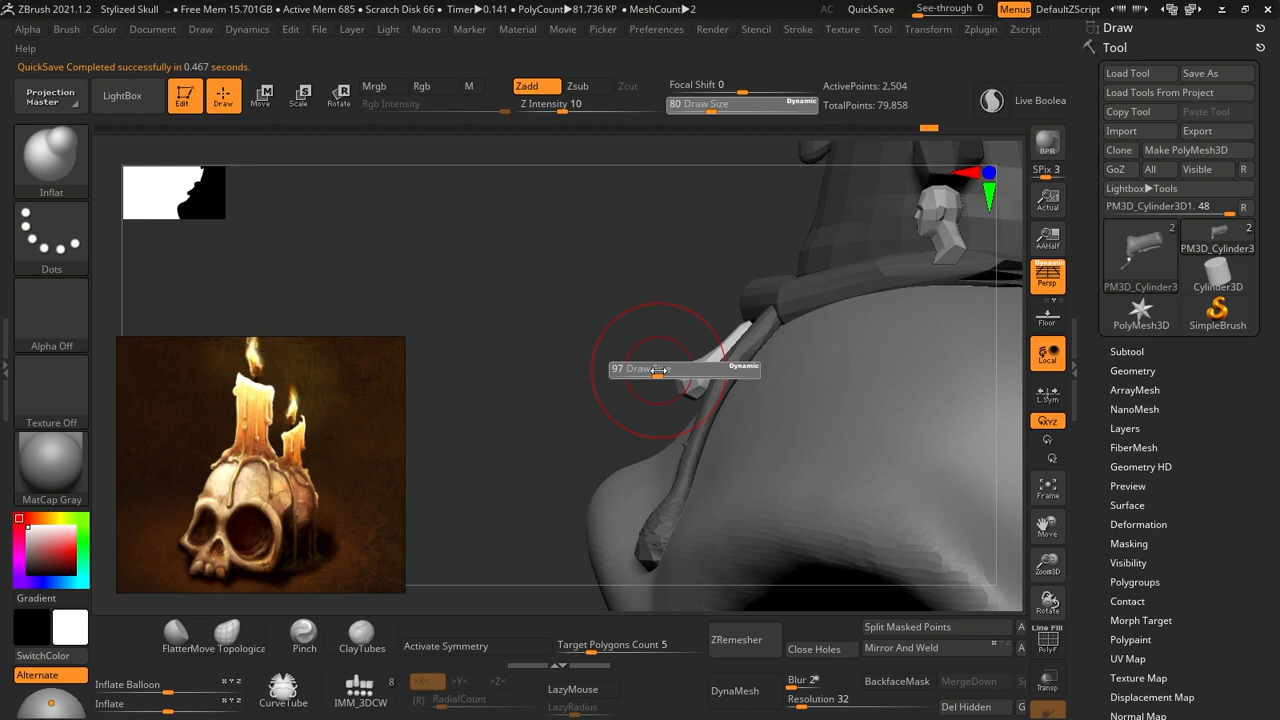 ZBrush 2021.1.2 Stylized Skull .. • Free Mem 15.701GB • Active Mem 685 • Scratch Disk 66 • Timer▶0.141 • PolyCount▶81.736 KP • MeshCount▶2 AC QuickSave See-through 0 Menus DefaultZScript
Alpha Brush Color Document Draw Dynamics Edit File Layer Light Macro Marker Material Movie Picker Preferences Render Stencil Stroke Texture Tool Transform Zplugin Zscript
Help
QuickSave Completed successfully in 0.467 seconds.
Projection Master
LightBox
Edit
Draw
Move
Scale
Rotate
Mrgb Rgb M
Rgb Intensity
Zadd Zsub Zcut
Z Intensity 10
Focal Shift 0
80 Draw Size Dynamic
ActivePoints: 2,504
TotalPoints: 79,858
Live Boolea
Inflat
Dots
Alpha Off
Texture Off
MatCap Gray
Gradient
SwitchColor
Alternate
97 Draw Size Dynamic
BPR
SPix 3
Actual
AAHalf
Dynamic
Persp
Floor
Local
L.Sym
XYZ
Frame
Move
Zoom3D
Rotate
Line Fill
PolyF
Transp
Draw
Tool
Load Tool Save As
Load Tools From Project
Copy Tool Paste Tool
Import Export
Clone Make PolyMesh3D
GoZ All Visible R
Lightbox▶Tools
PM3D_Cylinder3D1. 48 R
2 2
PM3D_Cylinder3
PM3D_Cylinder3 Cylinder3D
PolyMesh3D SimpleBrush
Subtool
Geometry
ArrayMesh
NanoMesh
Layers
FiberMesh
Geometry HD
Preview
Surface
Deformation
Masking
Visibility
Polygroups
Contact
Morph Target
Polypaint
UV Map
Texture Map
Displacement Map
Normal Map
Flatter Move Topologica Pinch ClayTubes
Activate Symmetry
Target Polygons Count 5
ZRemesher
Close Holes
Split Masked Points A
Mirror And Weld A
Inflate Balloon
Inflate
CurveTube
8
IMM_3DCW
>X< >Y< >Z<
(R) RadialCount
LazyMouse
LazyRadius
DynaMesh
Blur 2
Resolution 32
BackfaceMask MergeDown
Del Hidden G